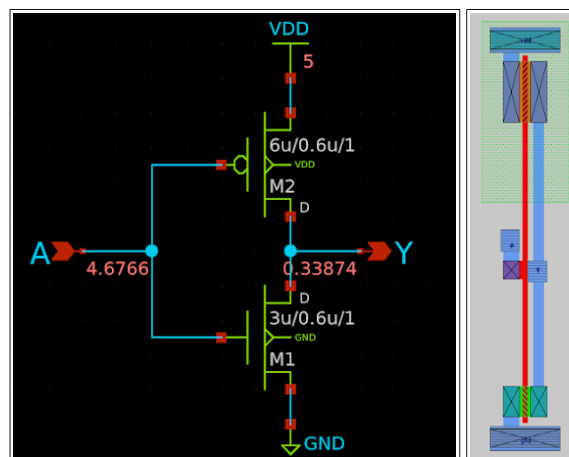 VDD
5
6u/0.6u/1
VDD
M2
D
A
4.6766
0.33874
Y
D
3u/0.6u/1
GND
M1
GND